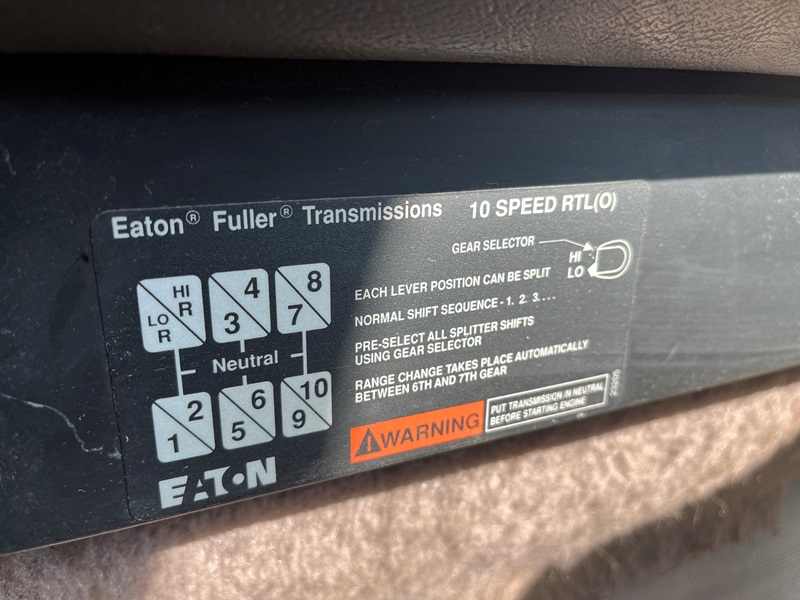 Eaton® Fuller® Transmissions 10 SPEED RTL(O)
GEAR SELECTOR
HI
LO
HI
R
LO
R
4
3
8
7
EACH LEVER POSITION CAN BE SPLIT
NORMAL SHIFT SEQUENCE - 1. 2. 3. . . .
PRE-SELECT ALL SPLITTER SHIFTS
USING GEAR SELECTOR
Neutral
RANGE CHANGE TAKES PLACE AUTOMATICALLY
BETWEEN 6TH AND 7TH GEAR
2
1
6
5
10
9
⚠WARNING
PUT TRANSMISSION IN NEUTRAL
BEFORE STARTING ENGINE
EATON